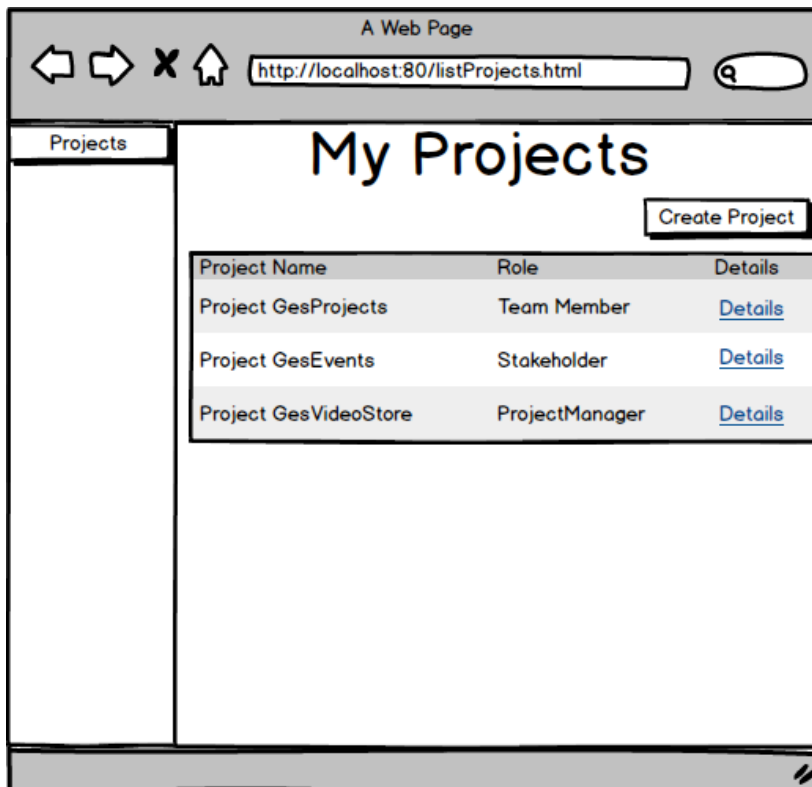 A Web Page
http://localhost:80/listProjects.html
Projects
My Projects
Create Project
Project Name Role Details
Project GesProjects Team Member Details
Project GesEvents Stakeholder Details
Project GesVideoStore ProjectManager Details